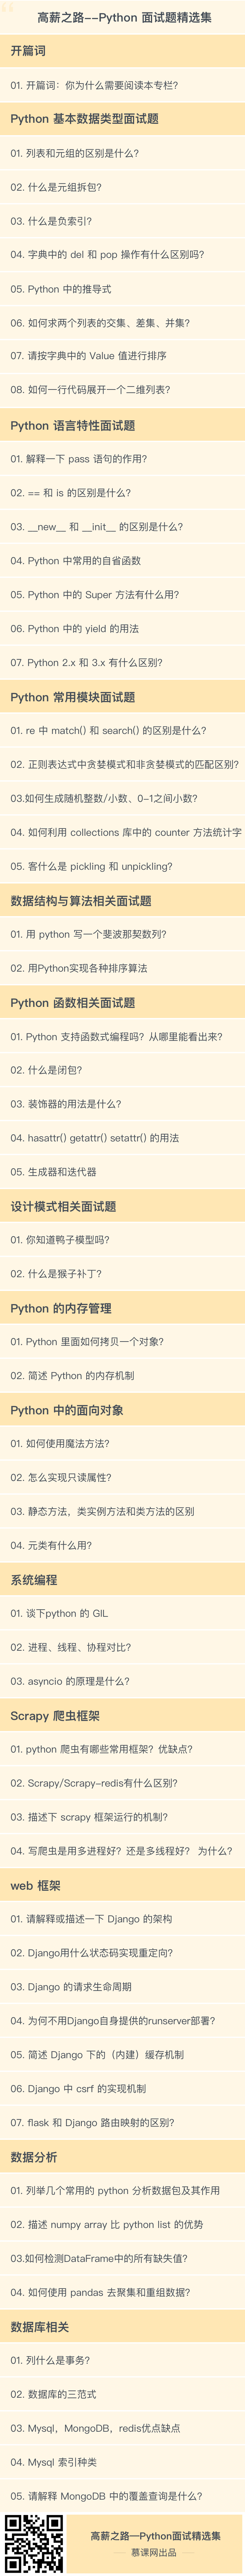 高薪之路--Python 面试题精选集
开篇词
01. 开篇词：你为什么需要阅读本专栏？
Python 基本数据类型面试题
01. 列表和元组的区别是什么？
02. 什么是元组拆包？
03. 什么是负索引？
04. 字典中的 del 和 pop 操作有什么区别吗？
05. Python 中的推导式
06. 如何求两个列表的交集、差集、并集？
07. 请按字典中的 Value 值进行排序
08. 如何一行代码展开一个二维列表？
Python 语言特性面试题
01. 解释一下 pass 语句的作用？
02. == 和 is 的区别是什么？
03. __new__ 和 __init__ 的区别是什么？
04. Python 中常用的自省函数
05. Python 中的 Super 方法有什么用？
06. Python 中的 yield 的用法
07. Python 2.x 和 3.x 有什么区别？
Python 常用模块面试题
01. re 中 match() 和 search() 的区别是什么？
02. 正则表达式中贪婪模式和非贪婪模式的匹配区别？
03.如何生成随机整数/小数、0-1之间小数？
04. 如何利用 collections 库中的 counter 方法统计字
05. 客什么是 pickling 和 unpickling？
数据结构与算法相关面试题
01. 用 python 写一个斐波那契数列？
02. 用Python实现各种排序算法
Python 函数相关面试题
01. Python 支持函数式编程吗？从哪里能看出来？
02. 什么是闭包？
03. 装饰器的用法是什么？
04. hasattr() getattr() setattr() 的用法
05. 生成器和迭代器
设计模式相关面试题
01. 你知道鸭子模型吗？
02. 什么是猴子补丁？
Python 的内存管理
01. Python 里面如何拷贝一个对象？
02. 简述 Python 的内存机制
Python 中的面向对象
01. 如何使用魔法方法？
02. 怎么实现只读属性？
03. 静态方法，类实例方法和类方法的区别
04. 元类有什么用？
系统编程
01. 谈下python 的 GIL
02. 进程、线程、协程对比？
03. asyncio 的原理是什么？
Scrapy 爬虫框架
01. python 爬虫有哪些常用框架？优缺点？
02. Scrapy/Scrapy-redis有什么区别？
03. 描述下 scrapy 框架运行的机制？
04. 写爬虫是用多进程好？还是多线程好？ 为什么？
web 框架
01. 请解释或描述一下 Django 的架构
02. Django用什么状态码实现重定向？
03. Django 的请求生命周期
04. 为何不用Django自身提供的runserver部署？
05. 简述 Django 下的（内建）缓存机制
06. Django 中 csrf 的实现机制
07. flask 和 Django 路由映射的区别？
数据分析
01. 列举几个常用的 python 分析数据包及其作用
02. 描述 numpy array 比 python list 的优势
03.如何检测DataFrame中的所有缺失值？
04. 如何使用 pandas 去聚集和重组数据？
数据库相关
01. 列什么是事务？
02. 数据库的三范式
03. Mysql，MongoDB，redis优点缺点
04. Mysql 索引种类
05. 请解释 MongoDB 中的覆盖查询是什么？
高薪之路—Python面试精选集
慕课网出品